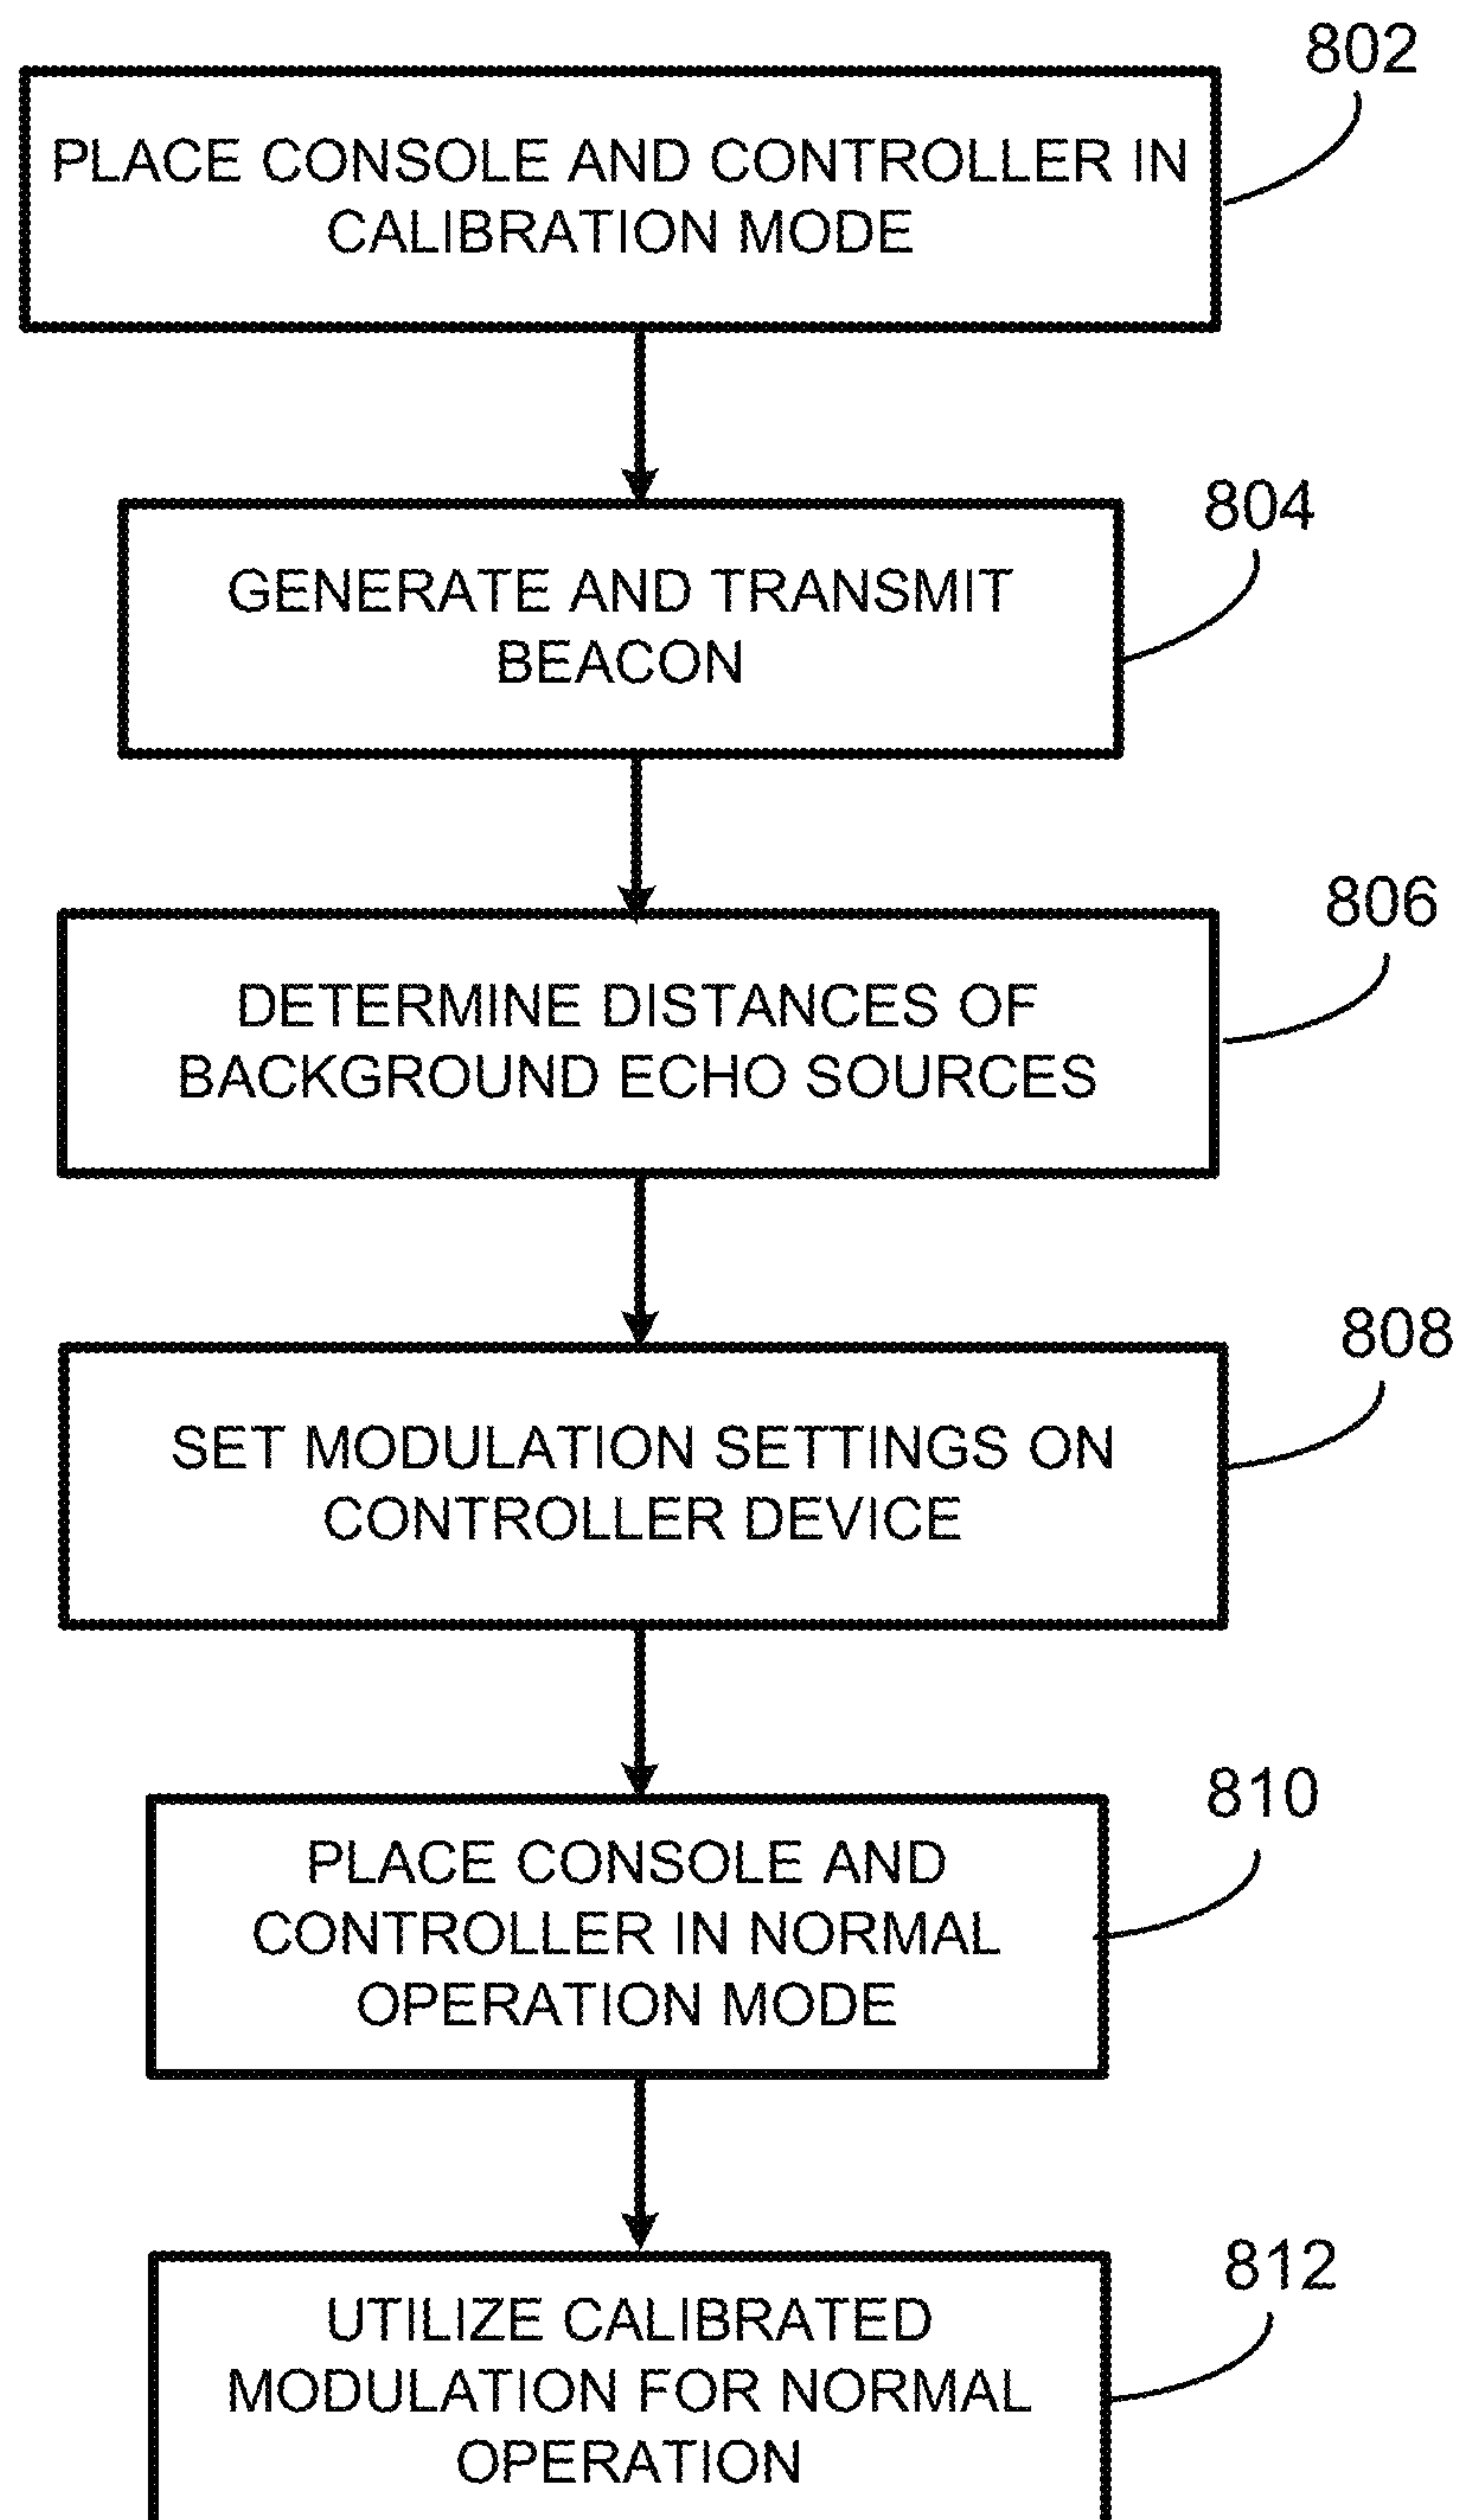 802
PLACE CONSOLE AND CONTROLLER IN
CALIBRATION MODE
804
GENERATE AND TRANSMIT
BEACON
806
DETERMINE DISTANCES OF
BACKGROUND ECHO SOURCES
808
SET MODULATION SETTINGS ON
CONTROLLER DEVICE
810
PLACE CONSOLE AND
CONTROLLER IN NORMAL
OPERATION MODE
812
UTILIZE CALIBRATED
MODULATION FOR NORMAL
OPERATION